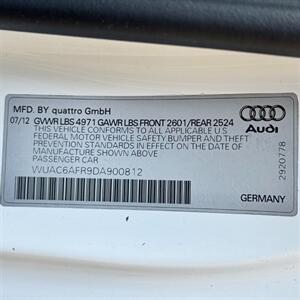 MFD. BY quattro GmbH
07/12 GVWR LBS 4971 GAWR LBS FRONT 2601/REAR 2524
THIS VEHICLE CONFORMS TO ALL APPLICABLE
FEDERAL MOTOR VEHICLE SAFETY BUMPER AND THEFT
PREVENTION STANDARDS IN EFFECT ON THE DATE OF
MANUFACTURE SHOWN ABOVE.
PASSENGER CAR
WUAC6AFR9DA900812
Audi
GERMANY
2920778